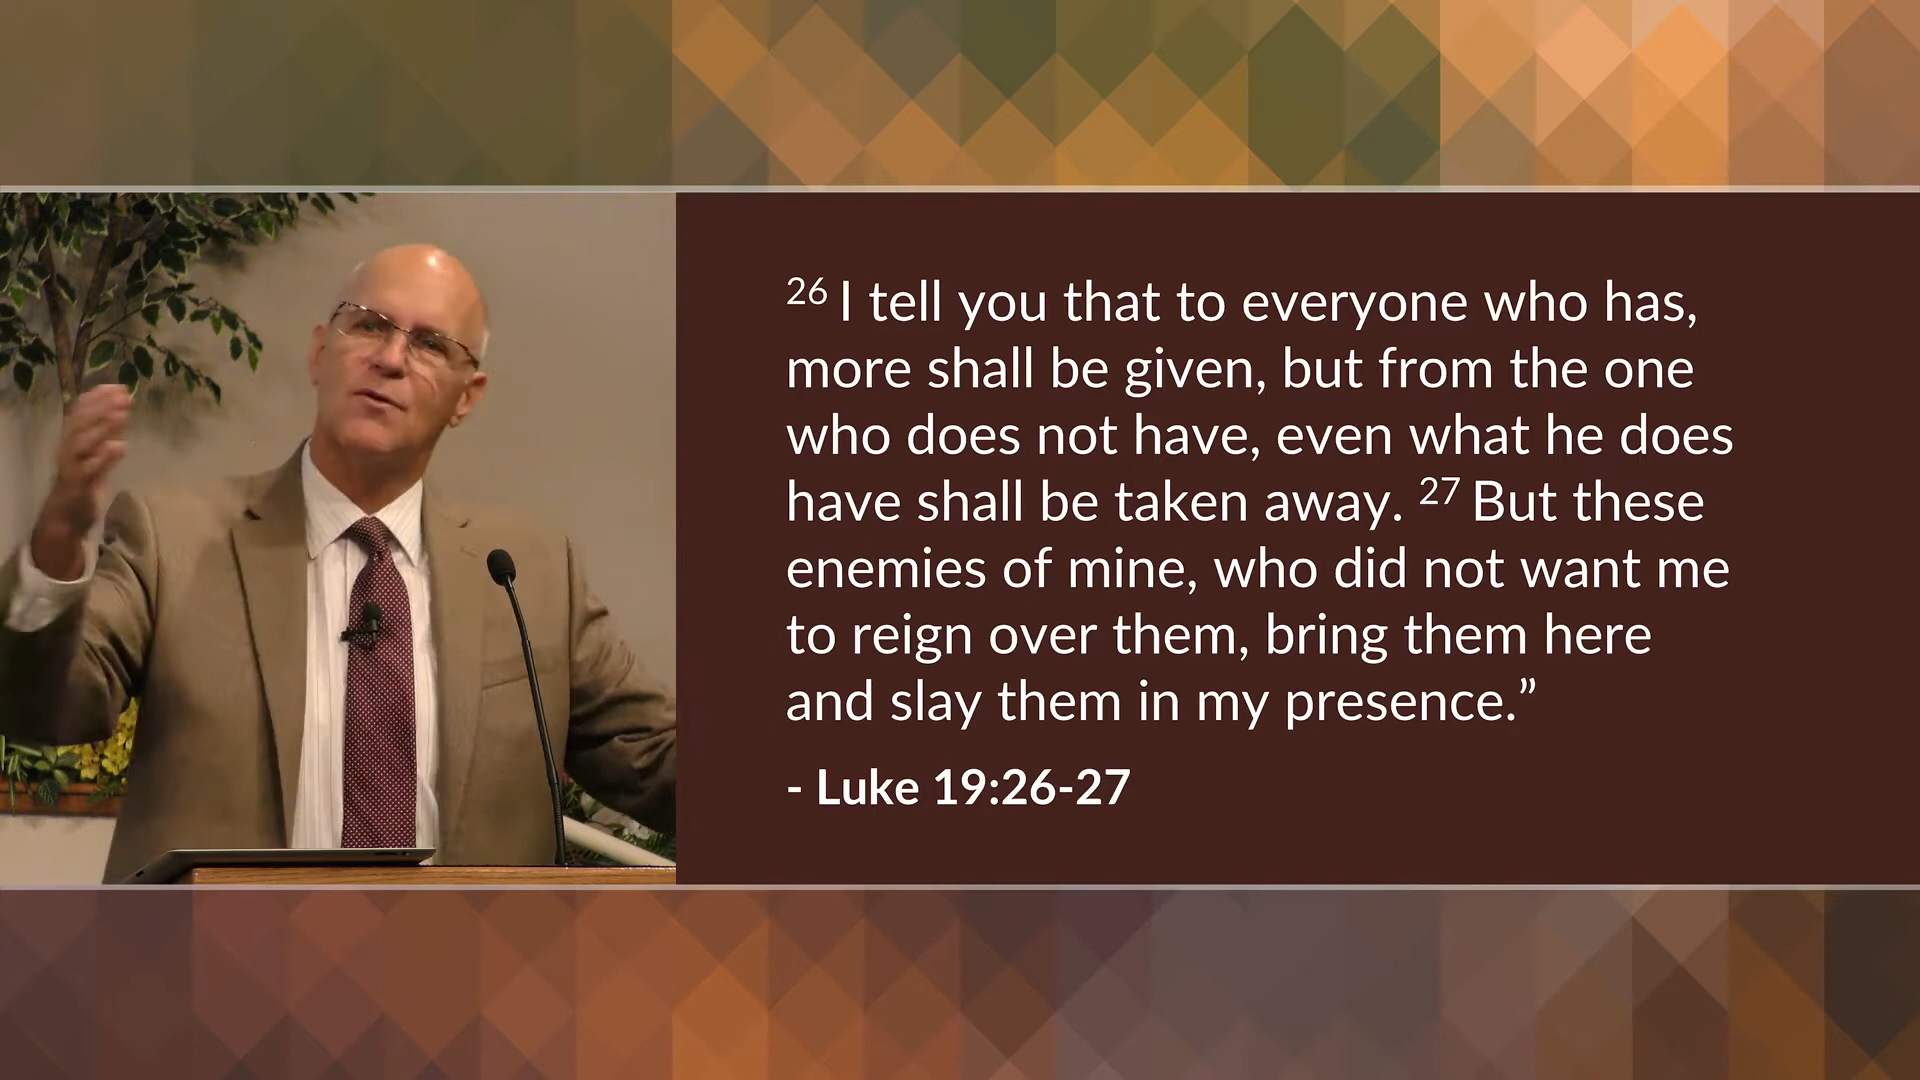 26 I tell you that to everyone who has,
more shall be given, but from the one
who does not have, even what he does
have shall be taken away. 27 But these
enemies of mine, who did not want me
to reign over them, bring them here
and slay them in my presence.”
- Luke 19:26-27